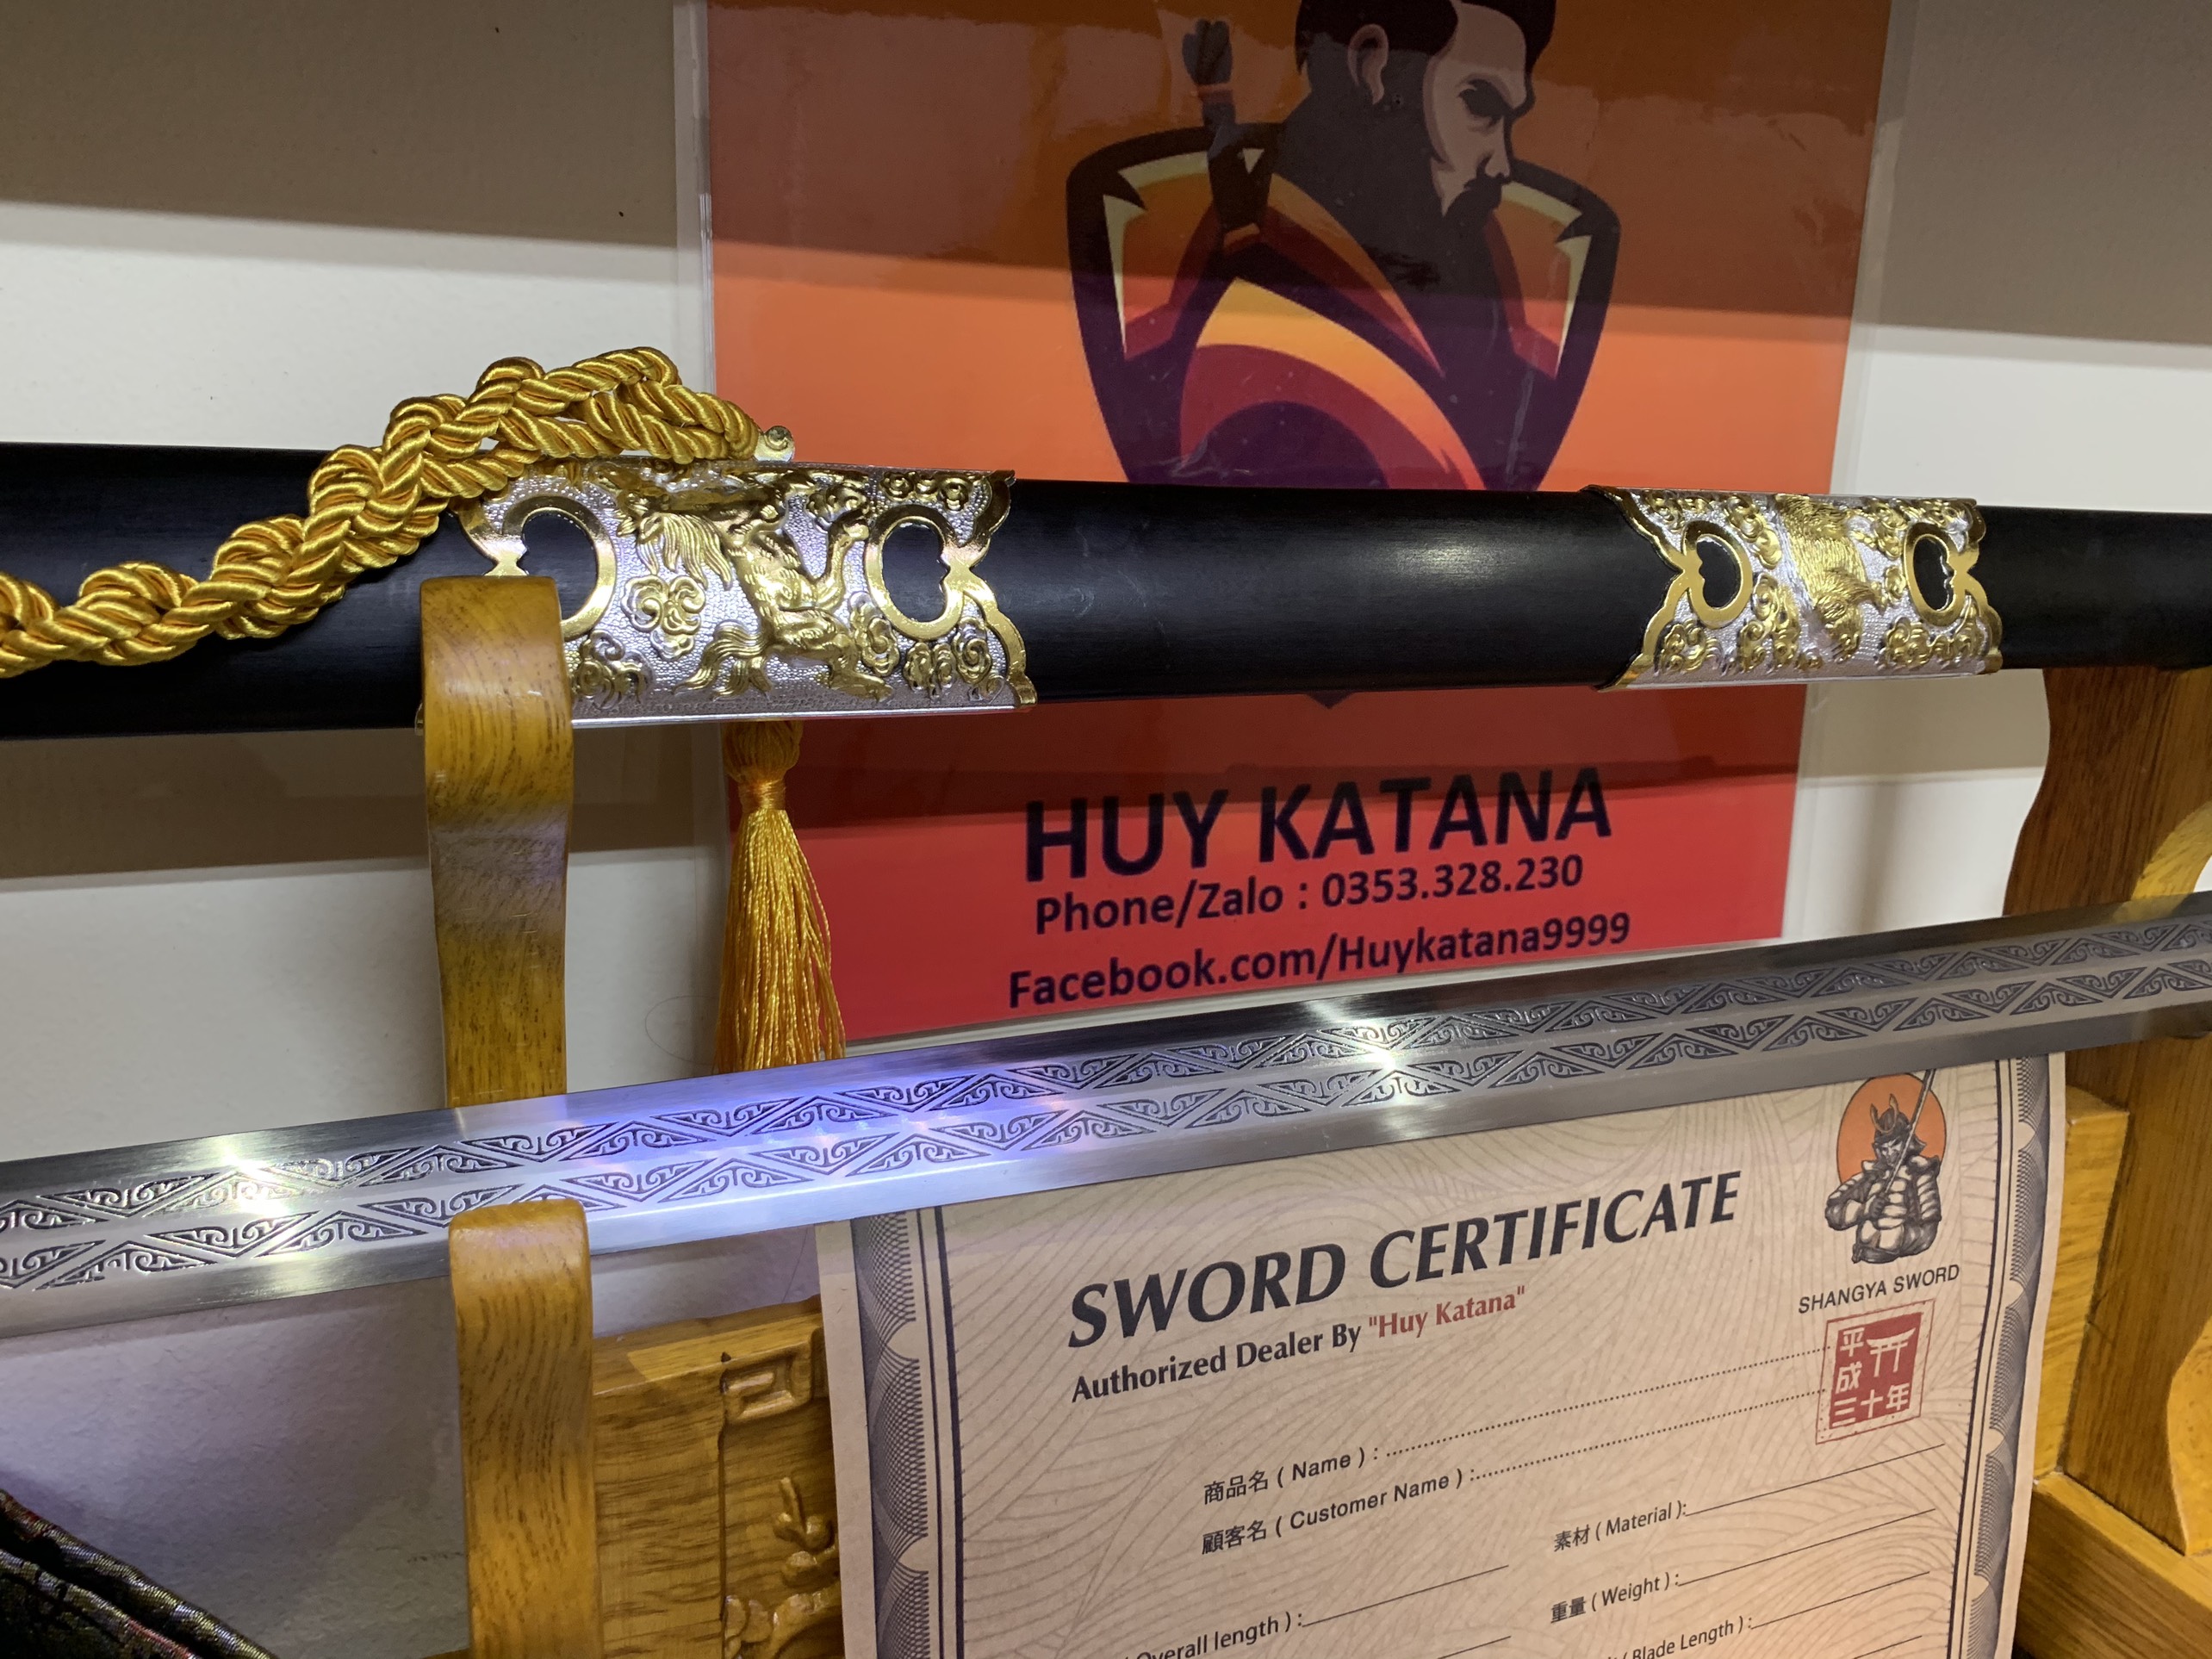 HUY KATANA
Phone/Zalo : 0353.328.230
Facebook.com/Huykatana9999
SWORD CERTIFICATE
Authorized Dealer By "Huy Katana"
SHANGYA SWORD
平成
三十年
商品名 ( Name ) :
顧客名 ( Customer Name ) :
素材 ( Material ):
重量 ( Weight ) :
Overall length ) :
( Blade Length ) :